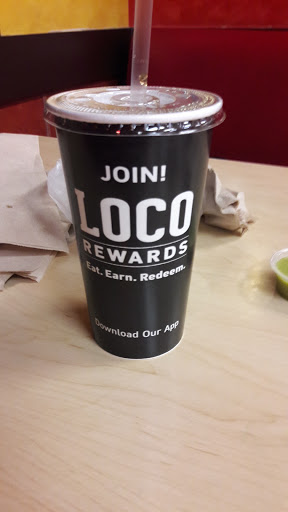 JOIN!
LOCO
REWARDS
Eat. Earn. Redeem.
Download Our App